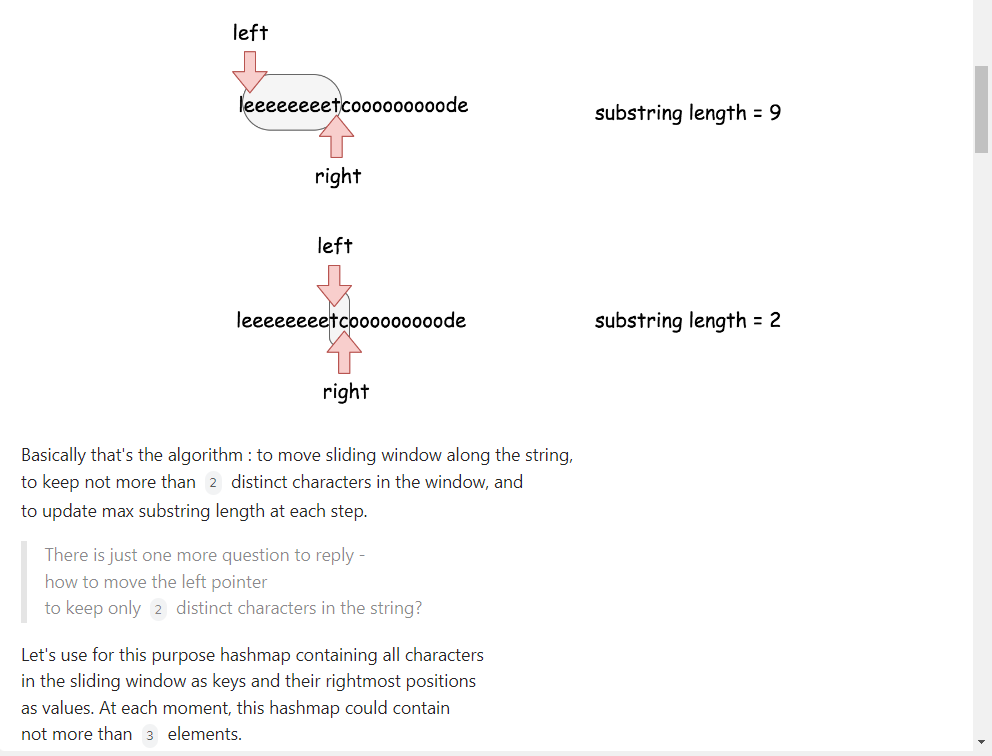 left
leeeeeeeetcooooooooode
substring length = 9
right
left
leeeeeeeetcooooooooode
substring length = 2
right
Basically that's the algorithm : to move sliding window along the string,
to keep not more than 2 distinct characters in the window, and
to update max substring length at each step.
There is just one more question to reply -
how to move the left pointer
to keep only 2 distinct characters in the string?
Let's use for this purpose hashmap containing all characters
in the sliding window as keys and their rightmost positions
as values. At each moment, this hashmap could contain
not more than 3 elements.